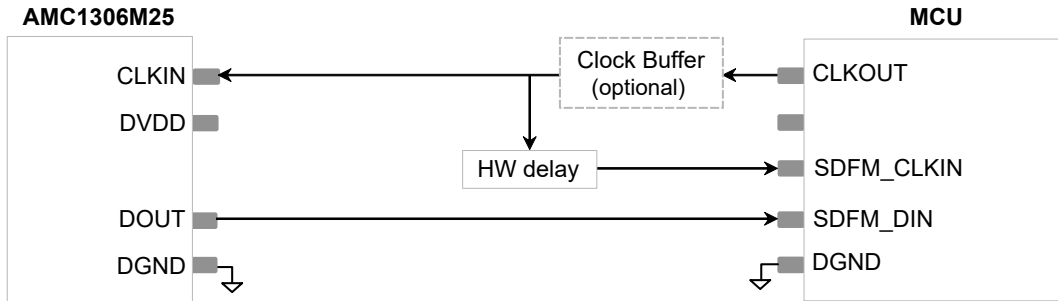 AMC1306M25
MCU
CLKIN
Clock Buffer
(optional)
CLKOUT
DVDD
HW delay
SDFM_CLKIN
DOUT
SDFM_DIN
DGND
DGND